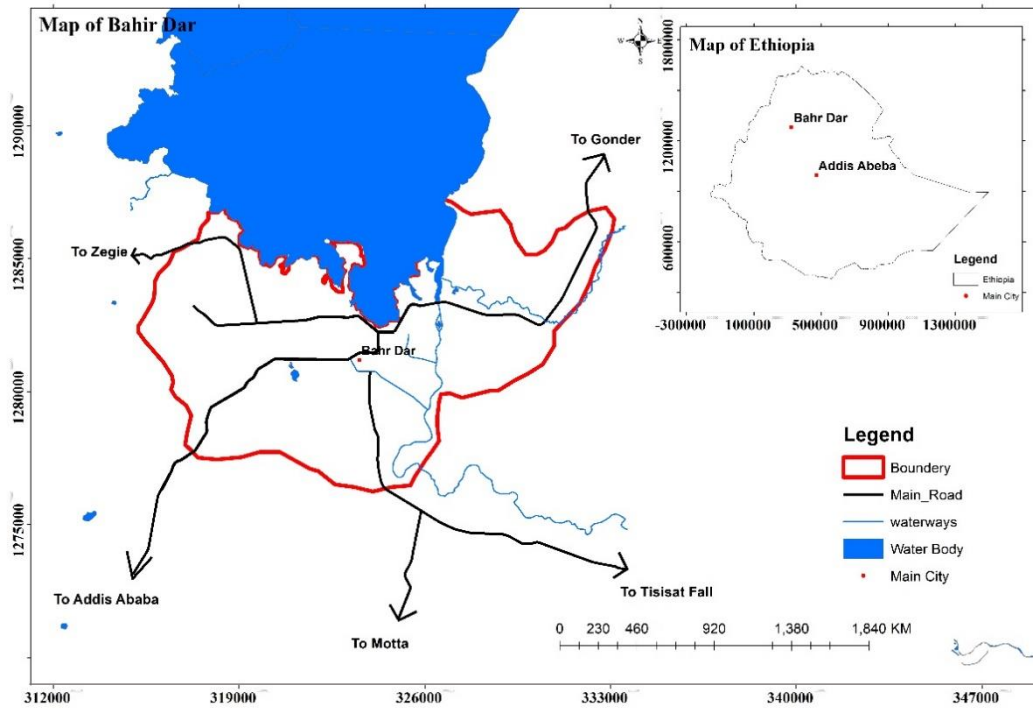 Map of Bahir Dar
N
W E
S
Map of Ethiopia
Bahr Dar
Addis Abeba
Legend
Ethiopia
Main City
1800000
1200000
600000
-300000 100000 500000 900000 1300000
To Gonder
To Zegie
Bahr Dar
To Addis Ababa
To Motta
To Tisisat Fall
Legend
Boundery
Main_Road
waterways
Water Body
Main City
0 230 460 920 1,380 1,840 KM
1290000
1285000
1280000
1275000
312000 319000 326000 333000 340000 347000